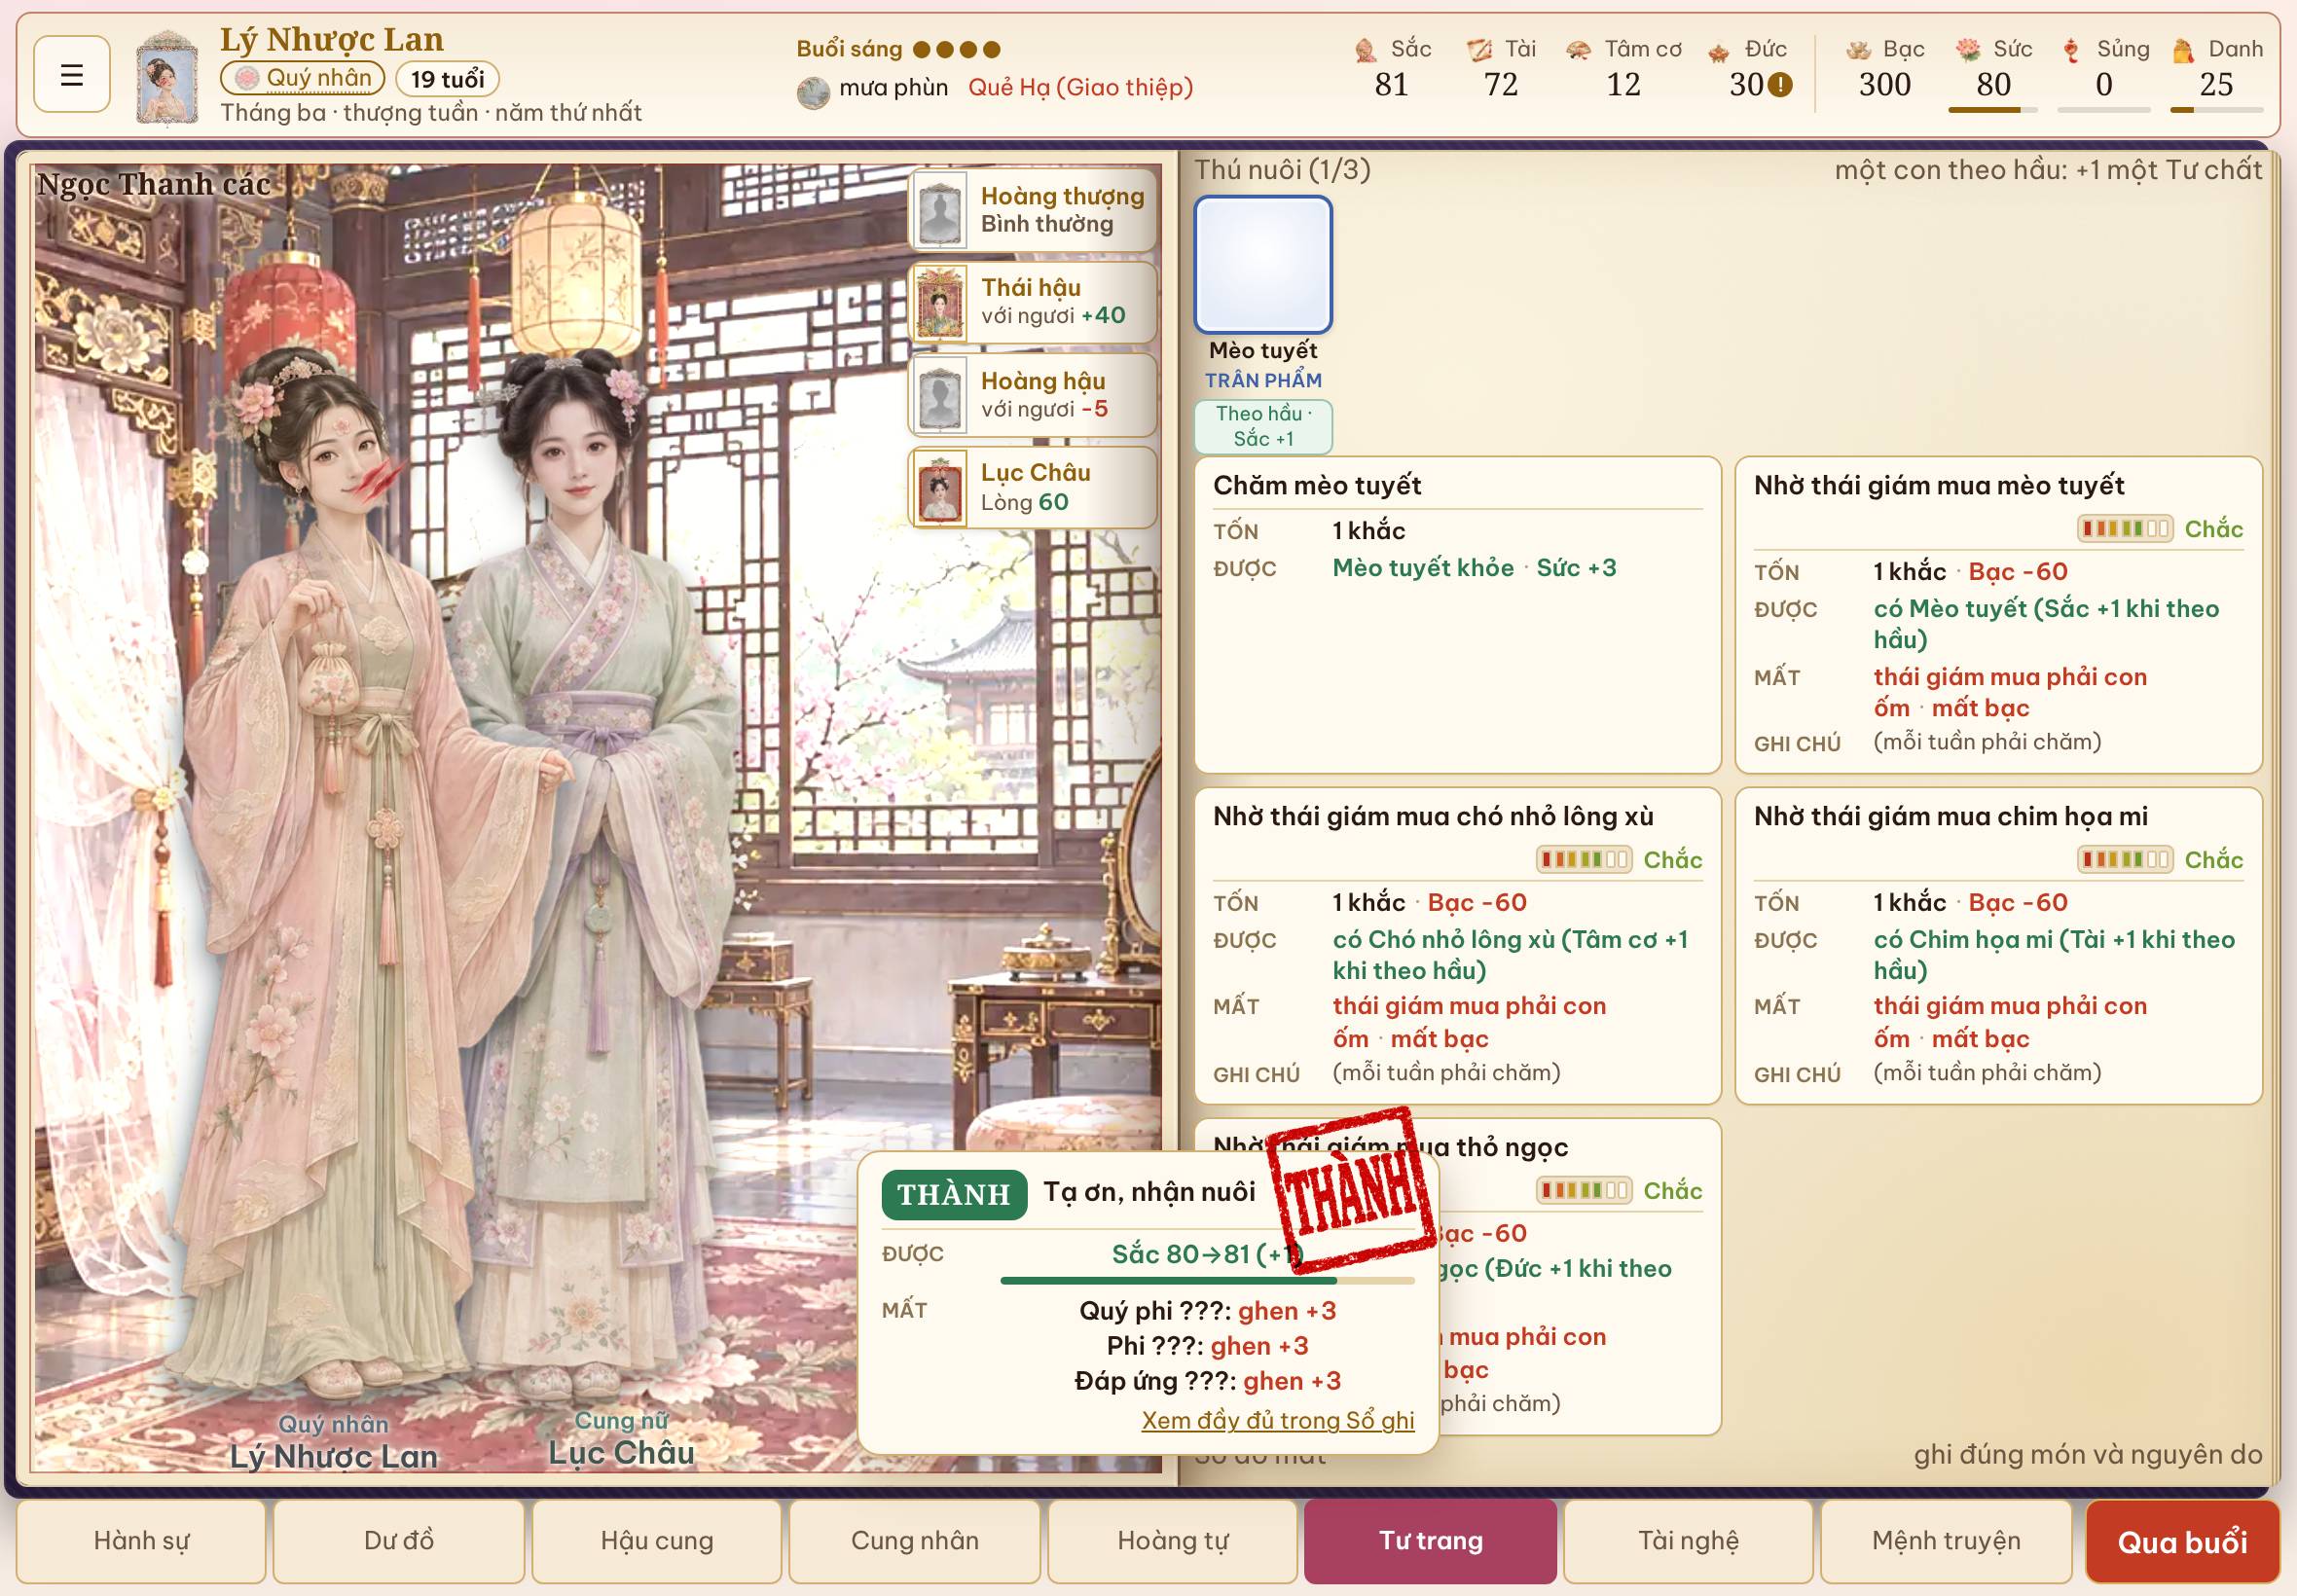 Lý Nhược Lan
Quý nhân
19 tuổi
Tháng ba · thượng tuần · năm thứ nhất
Buổi sáng
mưa phùn Quẻ Hạ (Giao thiệp)
Sắc Tài Tâm cơ Đức Bạc Sức Sủng Danh
81 72 12 30 ! 300 80 0 25
Ngọc Thanh các
Hoàng thượng
Bình thường
Thái hậu
với ngươi +40
Hoàng hậu
với ngươi -5
Lục Châu
Lòng 60
Quý nhân
Lý Nhược Lan
Cung nữ
Lục Châu
Thú nuôi (1/3) một con theo hầu: +1 một Tư chất
Mèo tuyết
TRÂN PHẨM
Theo hầu ·
Sắc +1
Chăm mèo tuyết
TỐN 1 khắc
ĐƯỢC Mèo tuyết khỏe · Sức +3
Nhờ thái giám mua mèo tuyết
Chắc
TỐN 1 khắc · Bạc -60
ĐƯỢC có Mèo tuyết (Sắc +1 khi theo
hầu)
MẤT thái giám mua phải con
ốm · mất bạc
GHI CHÚ (mỗi tuần phải chăm)
Nhờ thái giám mua chó nhỏ lông xù
Chắc
TỐN 1 khắc · Bạc -60
ĐƯỢC có Chó nhỏ lông xù (Tâm cơ +1
khi theo hầu)
MẤT thái giám mua phải con
ốm · mất bạc
GHI CHÚ (mỗi tuần phải chăm)
Nhờ thái giám mua chim họa mi
Chắc
TỐN 1 khắc · Bạc -60
ĐƯỢC có Chim họa mi (Tài +1 khi theo
hầu)
MẤT thái giám mua phải con
ốm · mất bạc
GHI CHÚ (mỗi tuần phải chăm)
Nhờ thái giám mua thỏ ngọc
Chắc
Bạc -60
ngọc (Đức +1 khi theo
mua phải con
bạc
phải chăm)
THÀNH Tạ ơn, nhận nuôi
THÀNH
ĐƯỢC Sắc 80→81 (+1)
MẤT Quý phi ???: ghen +3
Phi ???: ghen +3
Đáp ứng ???: ghen +3
Xem đầy đủ trong Sổ ghi
ghi đúng món và nguyên do
Hành sự
Dư đồ
Hậu cung
Cung nhân
Hoàng tự
Tư trang
Tài nghệ
Mệnh truyện
Qua buổi